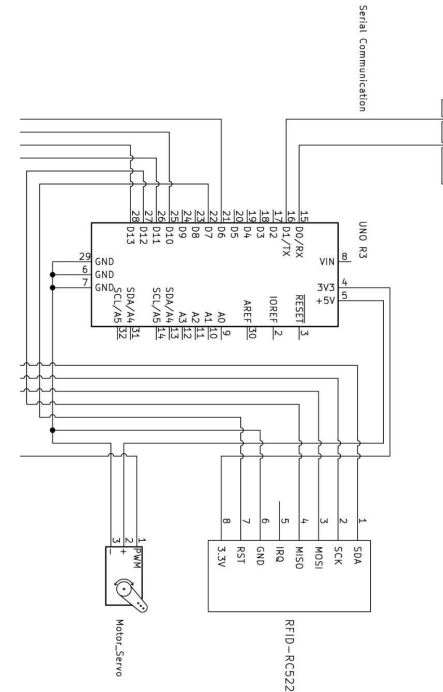 Serial Communication
UNO R3
28 D13
27 D12
26 D11
25 D10
24 D9
23 D8
22 D7
21 D6
20 D5
19 D4
18 D3
17 D2
16 D1/TX
15 D0/RX
VIN 8
3V3 4
+5V 5
29 GND
6 GND
7 GND
SCL/A5 32
SDA/A4 31
SCL/A5 14
SDA/A4 13
A3 12
A2 11
A1 10
A0 9
AREF 30
IOREF 2
RESET 3
8 3.3V
7 RST
6 GND
5 IRQ
4 MISO
3 MOSI
2 SCK
1 SDA
RFID-RC522
3 -
2 +
1 PWM
Motor_Servo